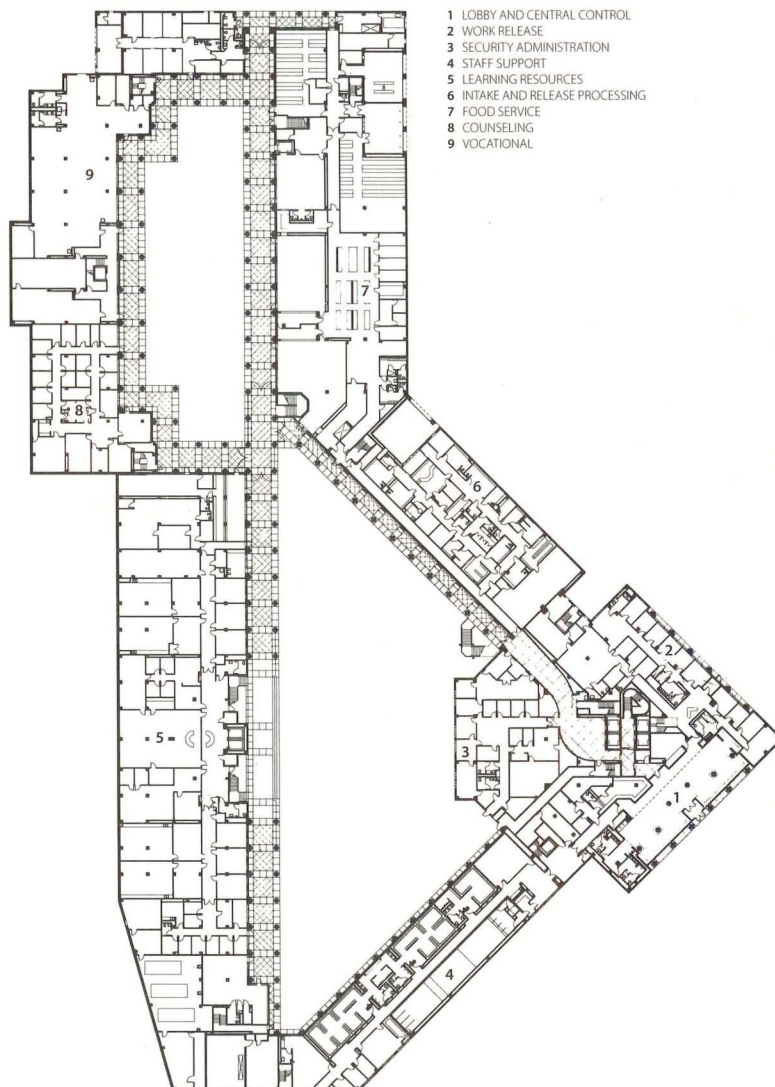 1 LOBBY AND CENTRAL CONTROL
2 WORK RELEASE
3 SECURITY ADMINISTRATION
4 STAFF SUPPORT
5 LEARNING RESOURCES
6 INTAKE AND RELEASE PROCESSING
7 FOOD SERVICE
8 COUNSELING
9 VOCATIONAL
9
7
8
6
2
5
3
1
4